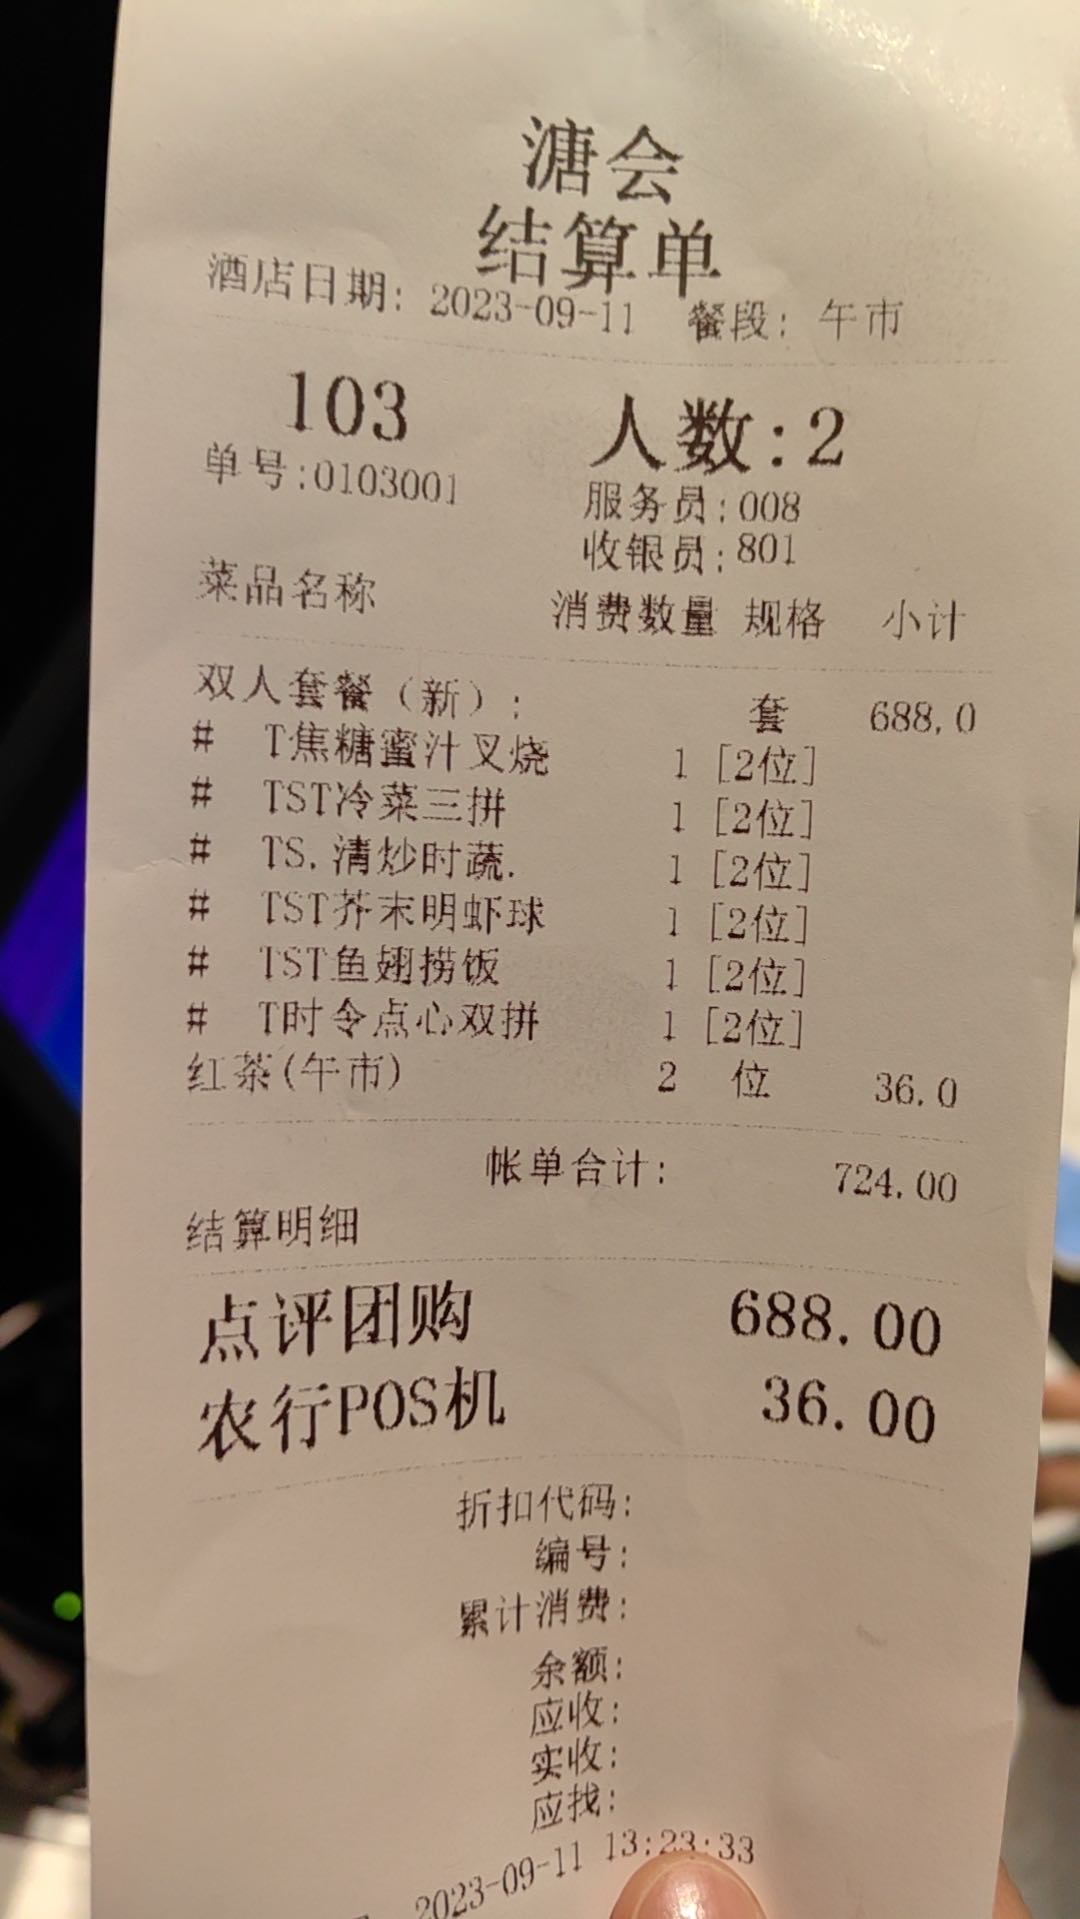 溏会
结算单
酒店日期: 2023-09-11 餐段: 午市
103 人数:2
单号:0103001 服务员:008
收银员:801
菜品名称 消费数量 规格 小计
双人套餐（新）: 套 688.0
# T焦糖蜜汁叉烧 1 [2位]
# TST冷菜三拼 1 [2位]
# TS.清炒时蔬. 1 [2位]
# TST芥末明虾球 1 [2位]
# TST鱼翅捞饭 1 [2位]
# T时令点心双拼 1 [2位]
红茶(午市) 2 位 36.0
帐单合计: 724.00
结算明细
点评团购 688.00
农行POS机 36.00
折扣代码:
编号:
累计消费:
余额:
应收:
实收:
应找:
2023-09-11 13:23:33